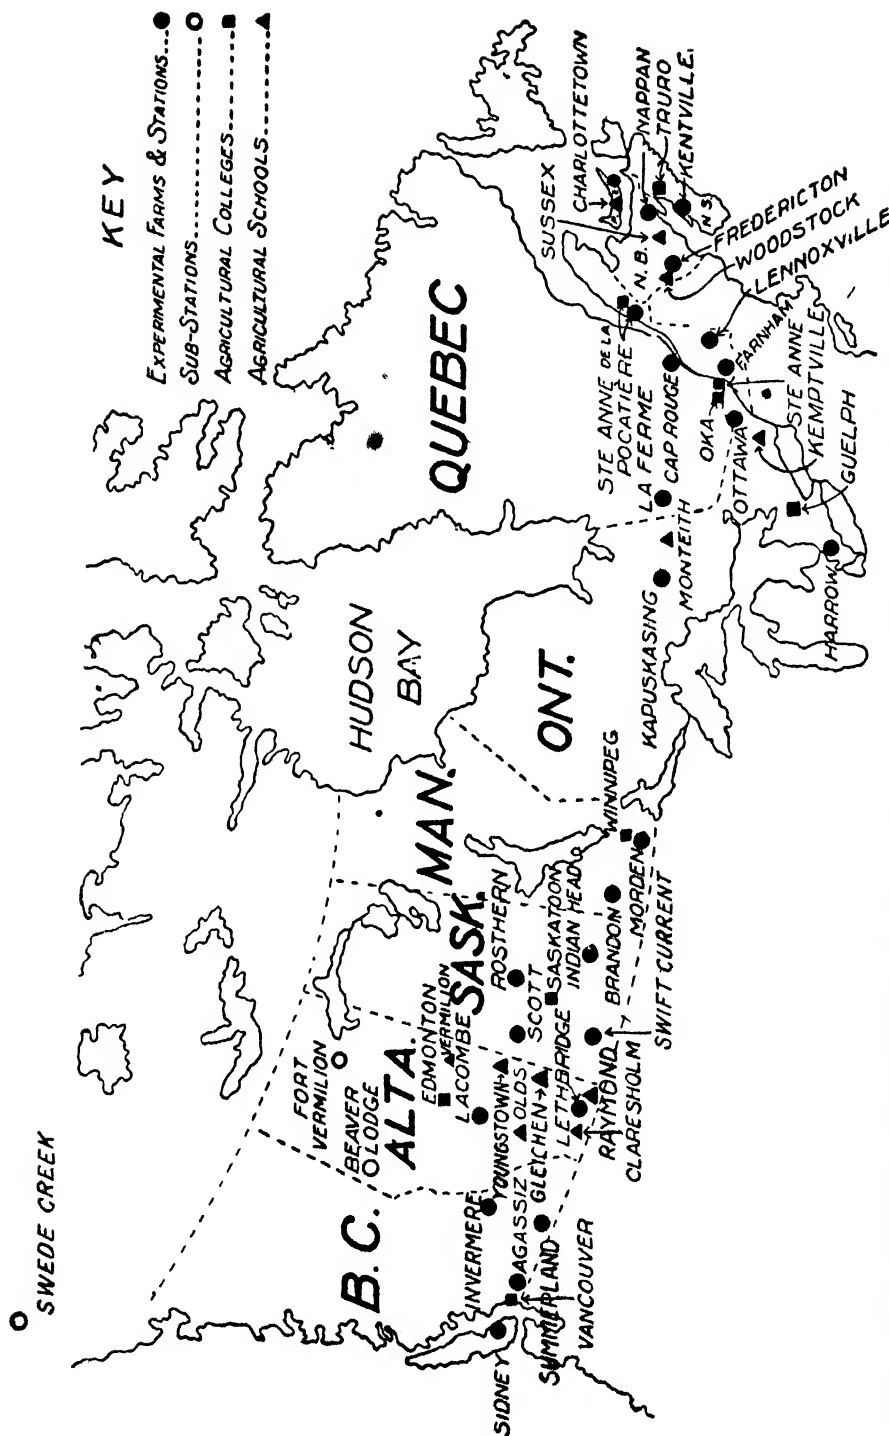 KEY
EXPERIMENTAL FARMS & STATIONS...
SUB-STATIONS
AGRICULTURAL COLLEGES
AGRICULTURAL SCHOOLS
SWEDE CREEK
HUDSON
BAY
QUEBEC
ONT.
MAN.
SASK.
ALTA.
B.C.
N.B.
N.S.
FORT
VERMILION
BEAVER
LODGE
EDMONTON
VERMILION
LACOMBE
YOUNGSTOWN
OLDS
GLEICHEN
LETHBRIDGE
RAYMOND
CLARESHOLM
INVERMERE
AGASSIZ
SUMMERLAND
VANCOUVER
SIDNEY
ROSTHERN
SCOTT
SASKATOON
INDIAN HEAD
SWIFT CURRENT
BRANDON
MORDEN
WINNIPEG
KAPUSKASING
MONTEITH
LA FERME
HARROW
GUELPH
KEMPTVILLE
OTTAWA
STE ANNE
OKA
FARNHAM
CAP ROUGE
LENNOXVILLE
STE ANNE DE LA
POCATIÈRE
WOODSTOCK
FREDERICTON
SUSSEX
CHARLOTTETOWN
NAPPAN
TRURO
KENTVILLE.